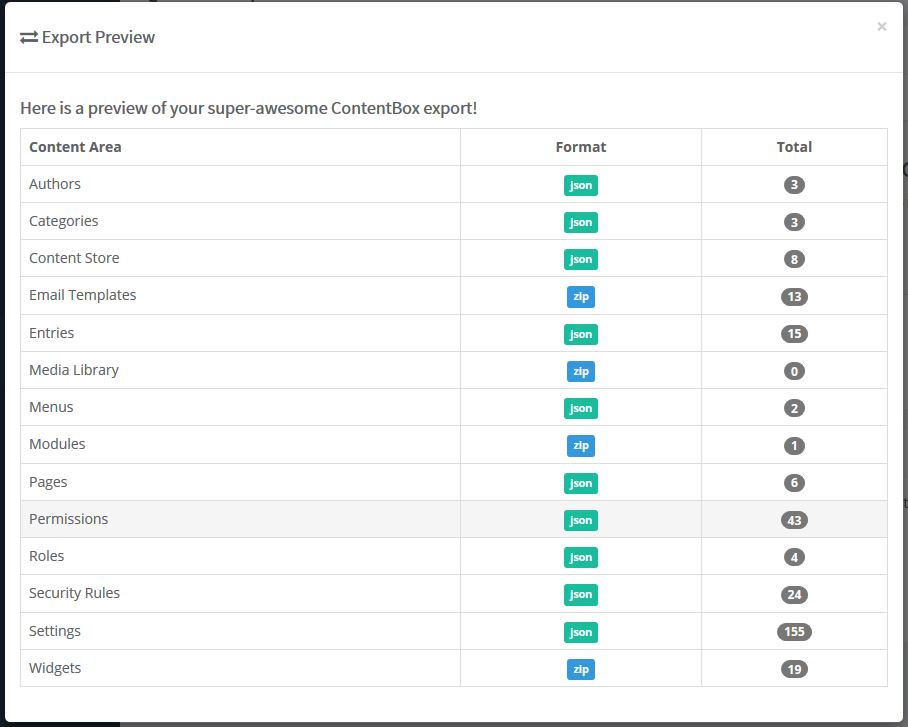 Export Preview
×
Here is a preview of your super-awesome ContentBox export!
Content Area Format Total
Authors json 3
Categories json 3
Content Store json 8
Email Templates zip 13
Entries json 15
Media Library zip 0
Menus json 2
Modules zip 1
Pages json 6
Permissions json 43
Roles json 4
Security Rules json 24
Settings json 155
Widgets zip 19